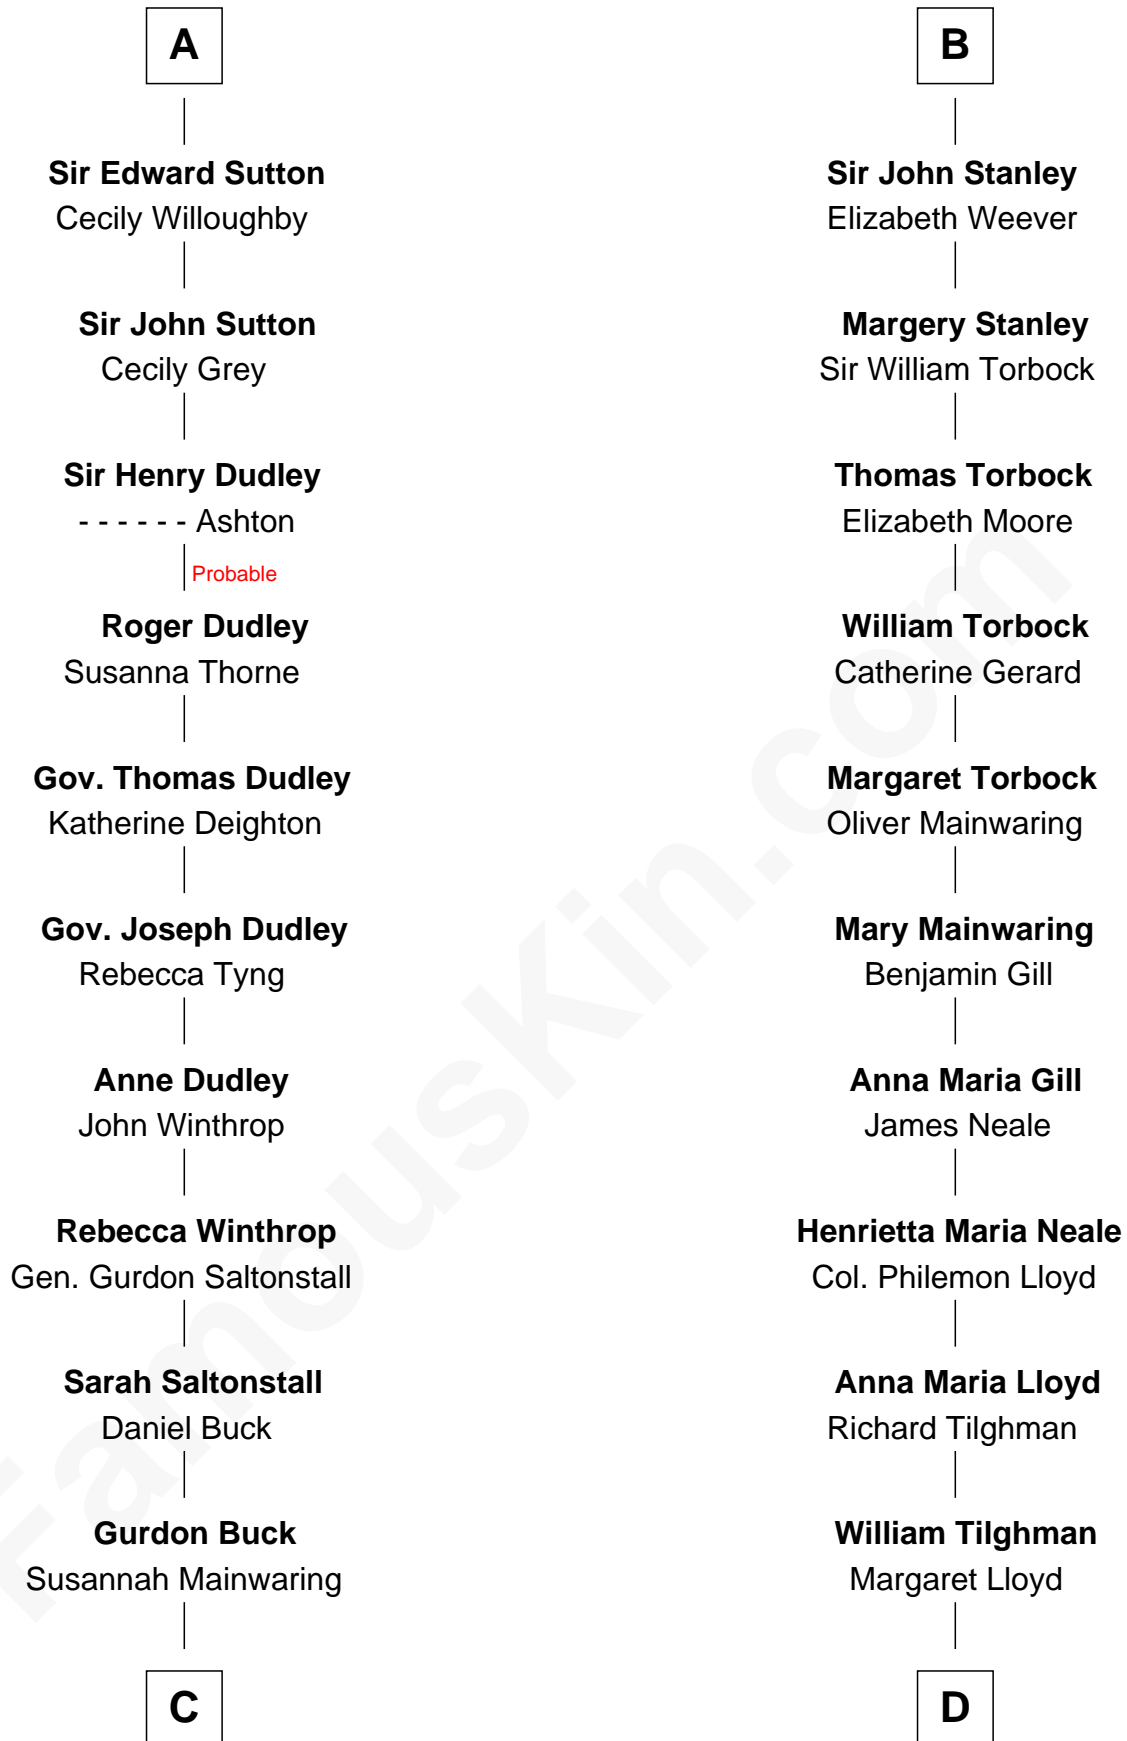 A
Sir Edward Sutton
Cecily Willoughby
Sir John Sutton
Cecily Grey
Sir Henry Dudley
- - - - - - Ashton
Probable
Roger Dudley
Susanna Thorne
Gov. Thomas Dudley
Katherine Deighton
Gov. Joseph Dudley
Rebecca Tyng
Anne Dudley
John Winthrop
Rebecca Winthrop
Gen. Gurdon Saltonstall
Sarah Saltonstall
Daniel Buck
Gurdon Buck
Susannah Mainwaring
C
B
Sir John Stanley
Elizabeth Weever
Margery Stanley
Sir William Torbock
Thomas Torbock
Elizabeth Moore
William Torbock
Catherine Gerard
Margaret Torbock
Oliver Mainwaring
Mary Mainwaring
Benjamin Gill
Anna Maria Gill
James Neale
Henrietta Maria Neale
Col. Philemon Lloyd
Anna Maria Lloyd
Richard Tilghman
William Tilghman
Margaret Lloyd
D
FamousKin.com